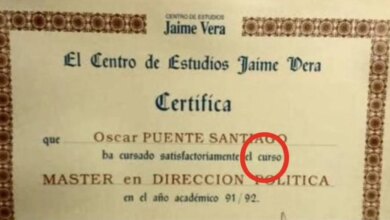 CENTRO DE ESTUDIOS
Jaime Vera
El Centro de Estudios Jaime Vera
Certifica
que Oscar PUENTE SANTIAGO
ha cursado satisfactoriamente el curso
MASTER en DIRECCION POLITICA
en el año académico 91/92.